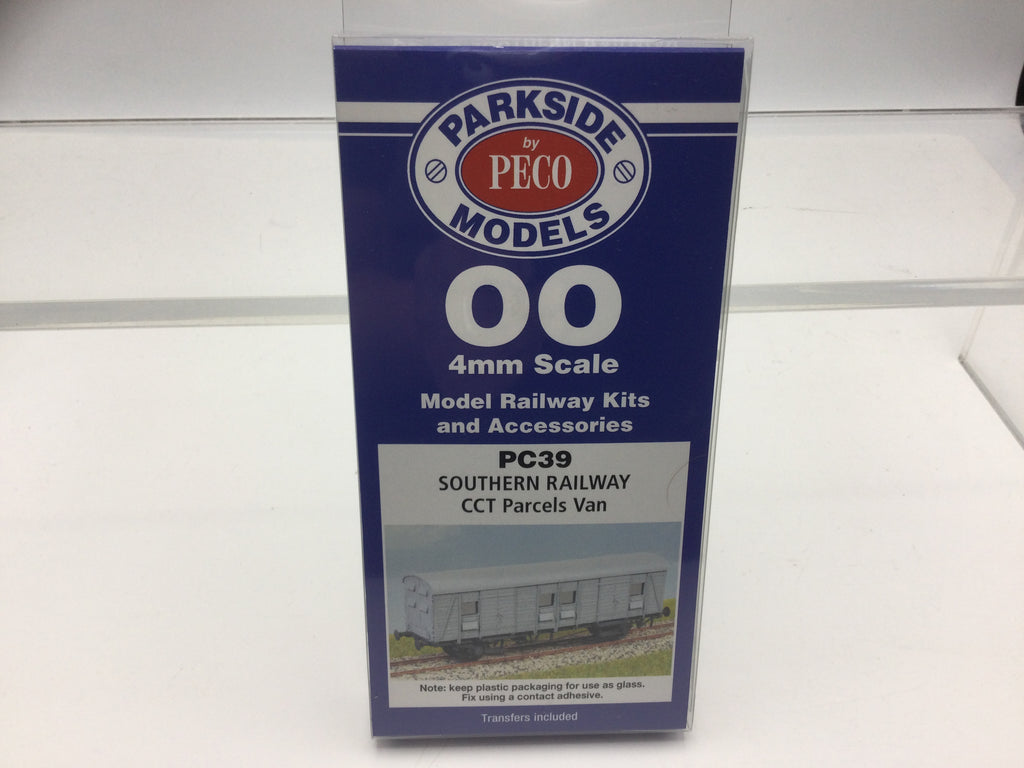 PARKSIDE
by
PECO
MODELS
OO
4mm Scale
Model Railway Kits
and Accessories
PC39
SOUTHERN RAILWAY
CCT Parcels Van
Note: keep plastic packaging for use as glass.
Fix using a contact adhesive.
Transfers included